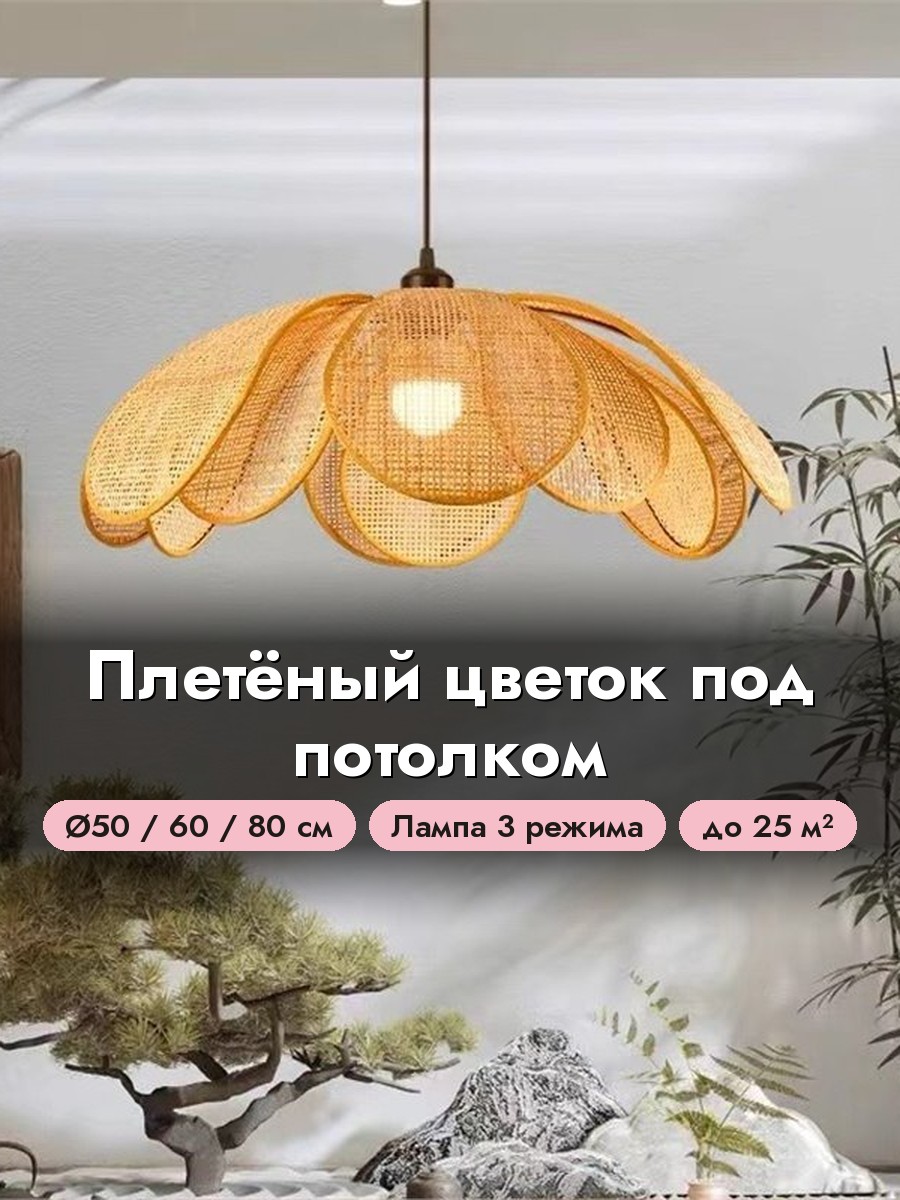 Плетёный цветок под
потолком
Ø50 / 60 / 80 см
Лампа 3 режима
до 25 м²